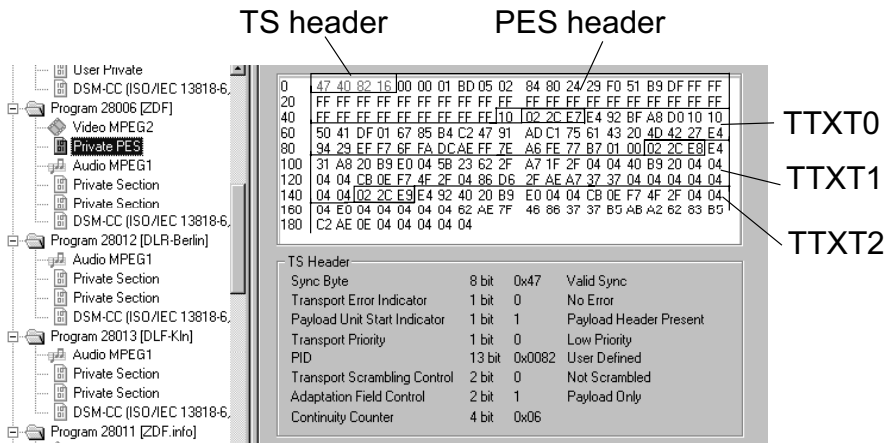 TS header
PES header
User Private
DSM-CC (ISO/IEC 13818-6,
Program 28006 [ZDF]
Video MPEG2
Private PES
Audio MPEG1
Private Section
Private Section
DSM-CC (ISO/IEC 13818-6,
Program 28012 [DLR-Berlin]
Audio MPEG1
Private Section
Private Section
DSM-CC (ISO/IEC 13818-6,
Program 28013 [DLF-Kln]
Audio MPEG1
Private Section
Private Section
DSM-CC (ISO/IEC 13818-6,
Program 28011 [ZDF.info]
0 47 40 82 16 00 00 01 BD 05 02 84 80 24 29 F0 51 B9 DF FF FF
20 FF FF FF FF FF FF FF FF FF FF FF FF FF FF FF FF FF FF FF FF
40 FF FF FF FF FF FF FF FF FF 10 02 2C E7 E4 92 BF A8 D0 10 10
60 50 41 DF 01 67 85 B4 C2 47 91 AD C1 75 61 43 20 4D 42 27 E4
80 94 29 EF F7 6F FA DC AE FF 7E A6 FE 77 B7 01 00 02 2C E8 E4
100 31 A8 20 B9 E0 04 5B 23 62 2F A7 1F 2F 04 04 40 B9 20 04 04
120 04 04 CB 0E F7 4F 2F 04 86 D6 2F AE A7 37 37 04 04 04 04 04
140 04 04 02 2C E9 E4 92 40 20 B9 E0 04 04 CB 0E F7 4F 2F 04 04
160 04 E0 04 04 04 04 62 AE 7F 46 86 37 37 B5 AB A2 62 83 B5
180 C2 AE 0E 04 04 04 04 04
TTXT0
TTXT1
TTXT2
TS Header
Sync Byte 8 bit 0x47 Valid Sync
Transport Error Indicator 1 bit 0 No Error
Payload Unit Start Indicator 1 bit 1 Payload Header Present
Transport Priority 1 bit 0 Low Priority
PID 13 bit 0x0082 User Defined
Transport Scrambling Control 2 bit 0 Not Scrambled
Adaptation Field Control 2 bit 1 Payload Only
Continuity Counter 4 bit 0x06